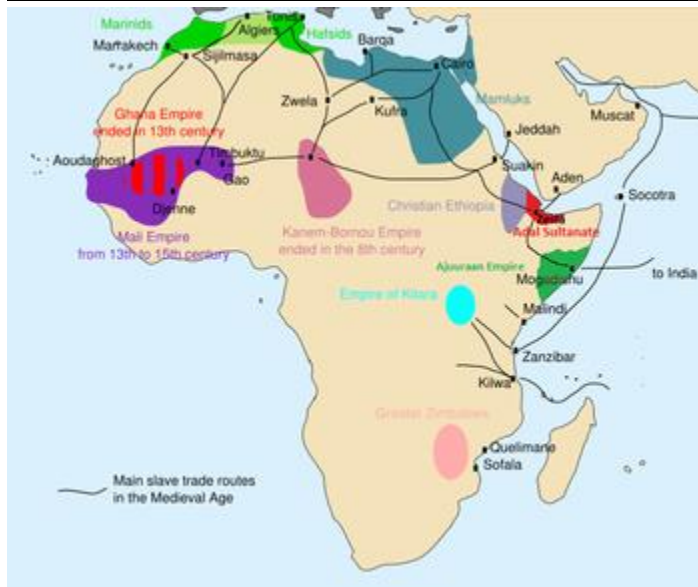 Marinids
Tunis
Algiers
Hafsids
Marrakech
Sijilmasa
Barqa
Cairo
Zwela
Kufra
Mamluks
Ghana Empire
ended in 13th century
Muscat
Jeddah
Aoudaghost
Timbuktu
Gao
Suakin
Aden
Djenne
Socotra
Christian Ethiopia
Zeila
Adal Sultanate
Kanem-Bornou Empire
ended in the 8th century
Mali Empire
from 13th to 15th century
Ajuuraan Empire
Mogadishu
to India
Empire of Kitara
Malindi
Zanzibar
Kilwa
Greater Zimbabwe
Quelimane
Sofala
Main slave trade routes
in the Medieval Age